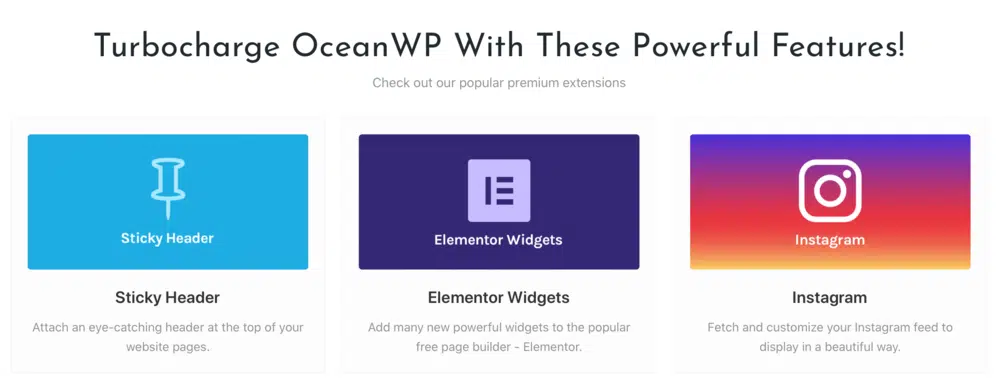 Turbocharge OceanWP With These Powerful Features!
Check out our popular premium extensions
Sticky Header
Sticky Header
Attach an eye-catching header at the top of your
website pages.
Elementor Widgets
Elementor Widgets
Add many new powerful widgets to the popular
free page builder - Elementor.
Instagram
Instagram
Fetch and customize your Instagram feed to
display in a beautiful way.